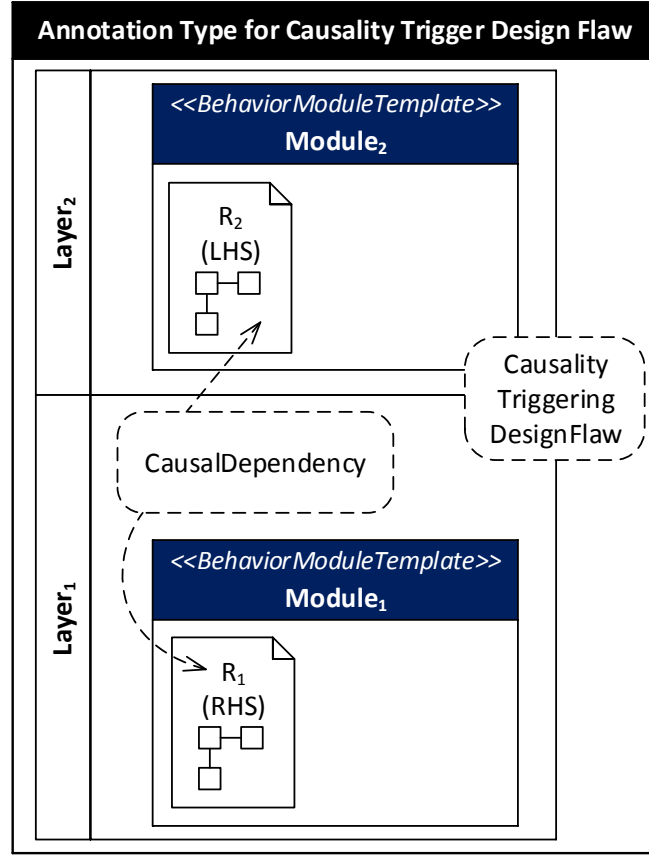 Annotation Type for Causality Trigger Design Flaw
Layer₂
<<BehaviorModuleTemplate>>
Module₂
R₂
(LHS)
Causality
Triggering
DesignFlaw
CausalDependency
Layer₁
<<BehaviorModuleTemplate>>
Module₁
R₁
(RHS)